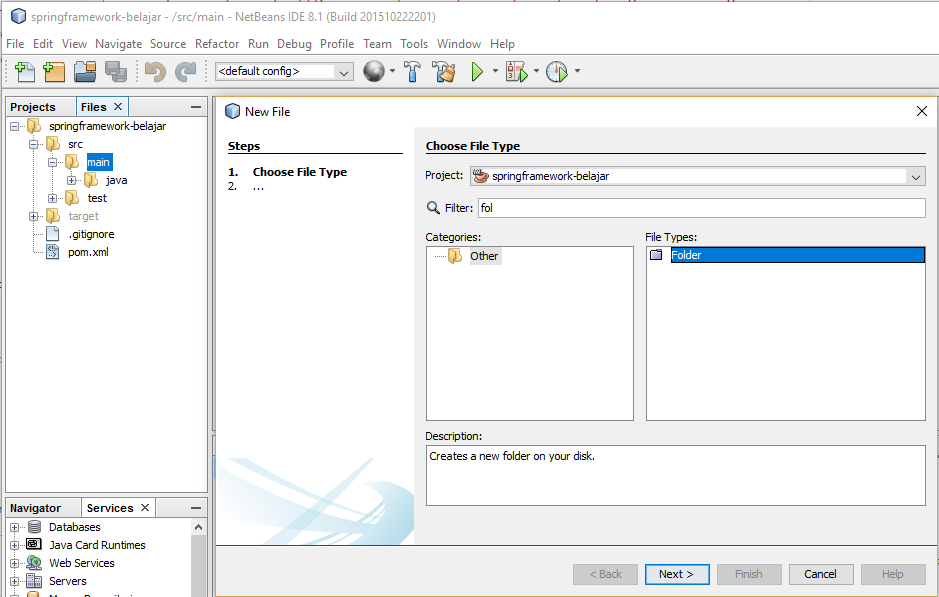 springframework-belajar - /src/main - NetBeans IDE 8.1 (Build 201510222201)
File Edit View Navigate Source Refactor Run Debug Profile Team Tools Window Help
<default config>
Projects Files
springframework-belajar
src
main
java
test
target
.gitignore
pom.xml
Navigator Services
Databases
Java Card Runtimes
Web Services
Servers
New File
Steps
1. Choose File Type
2. ...
Choose File Type
Project: springframework-belajar
Filter: fol
Categories: File Types:
Other Folder
Description:
Creates a new folder on your disk.
< Back Next > Finish Cancel Help